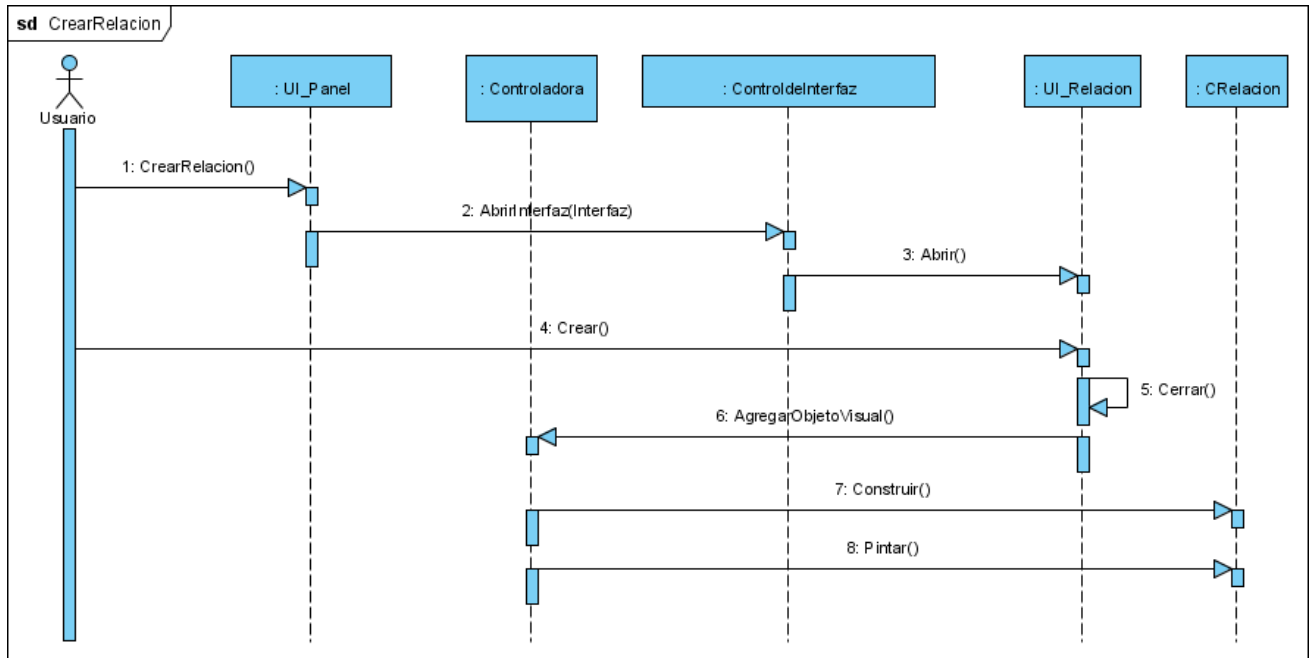 sd CrearRelacion
: UI_Panel
: Controladora
: ControldeInterfaz
: UI_Relacion
: CRelacion
Usuario
1: CrearRelacion()
2: AbrirInterfaz(Interfaz)
3: Abrir()
4: Crear()
5: Cerrar()
6: AgregarObjetoVisual()
7: Construir()
8: Pintar()